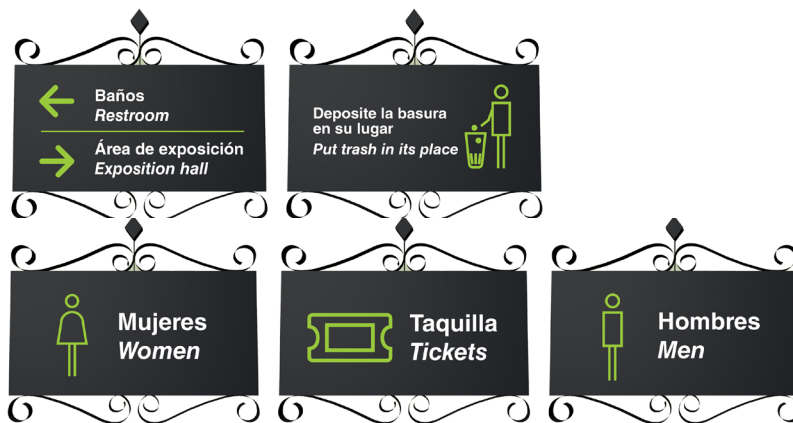 Baños
Restroom
Área de exposición
Exposition hall
Deposite la basura
en su lugar
Put trash in its place
Mujeres
Women
Taquilla
Tickets
Hombres
Men